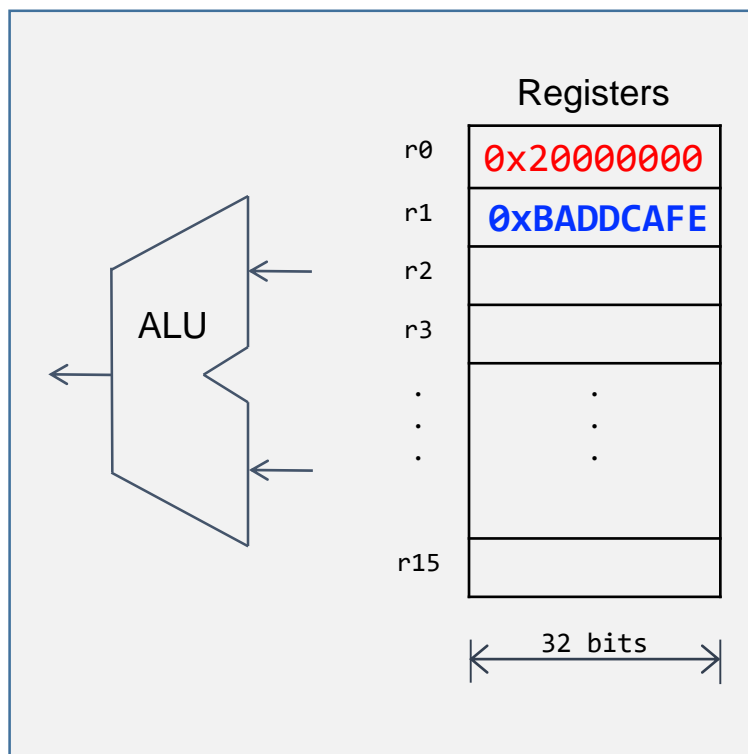 Registers
r0 0x20000000
r1 0xBADDCAFE
r2
ALU
r3
. .
. .
. .
r15
32 bits